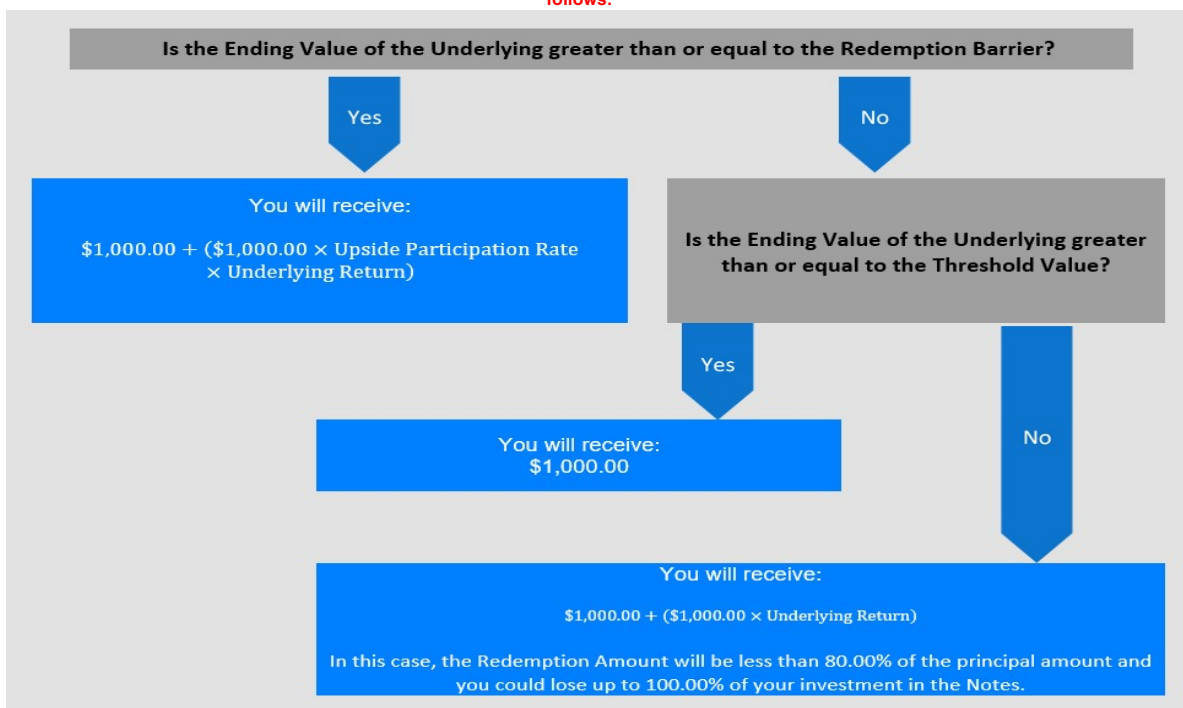 follows:
Is the Ending Value of the Underlying greater than or equal to the Redemption Barrier?
Yes
No
You will receive:
$1,000.00 + ($1,000.00 × Upside Participation Rate
× Underlying Return)
Is the Ending Value of the Underlying greater
than or equal to the Threshold Value?
Yes
No
You will receive:
$1,000.00
You will receive:
$1,000.00 + ($1,000.00 × Underlying Return)
In this case, the Redemption Amount will be less than 80.00% of the principal amount and
you could lose up to 100.00% of your investment in the Notes.